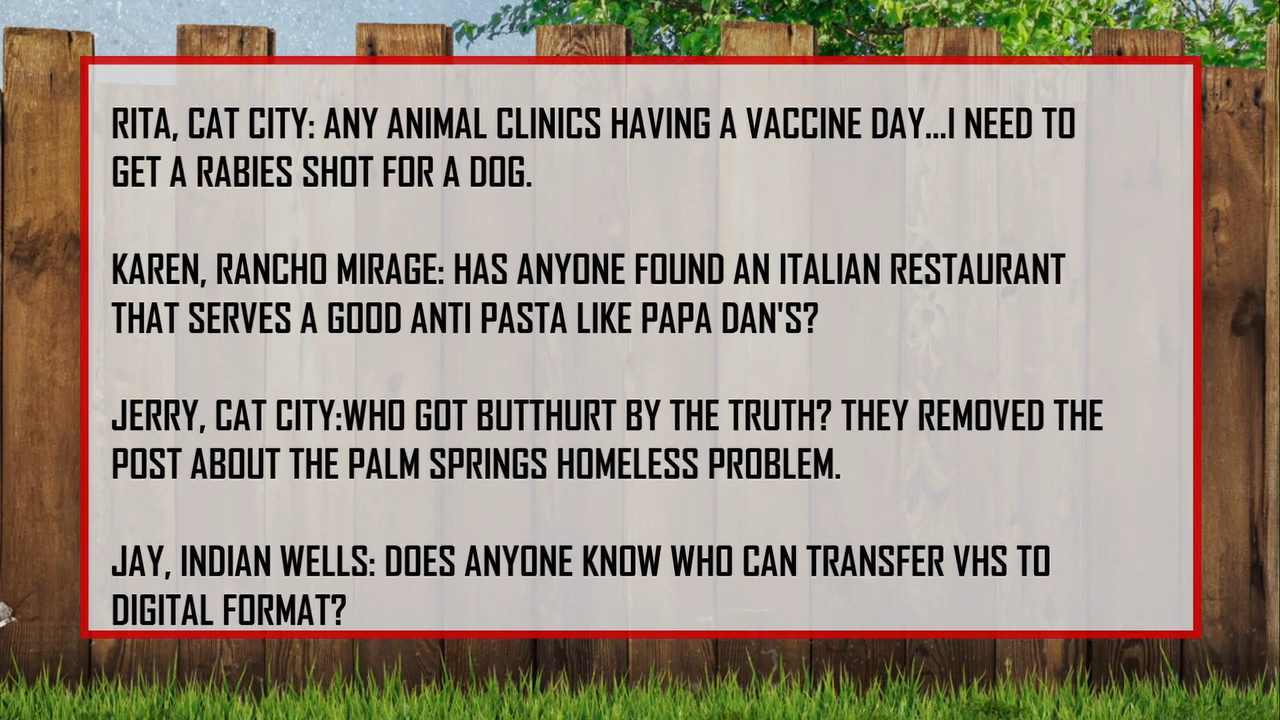 RITA, CAT CITY: ANY ANIMAL CLINICS HAVING A VACCINE DAY...I NEED TO
GET A RABIES SHOT FOR A DOG.
KAREN, RANCHO MIRAGE: HAS ANYONE FOUND AN ITALIAN RESTAURANT
THAT SERVES A GOOD ANTI PASTA LIKE PAPA DAN'S?
JERRY, CAT CITY:WHO GOT BUTTHURT BY THE TRUTH? THEY REMOVED THE
POST ABOUT THE PALM SPRINGS HOMELESS PROBLEM.
JAY, INDIAN WELLS: DOES ANYONE KNOW WHO CAN TRANSFER VHS TO
DIGITAL FORMAT?